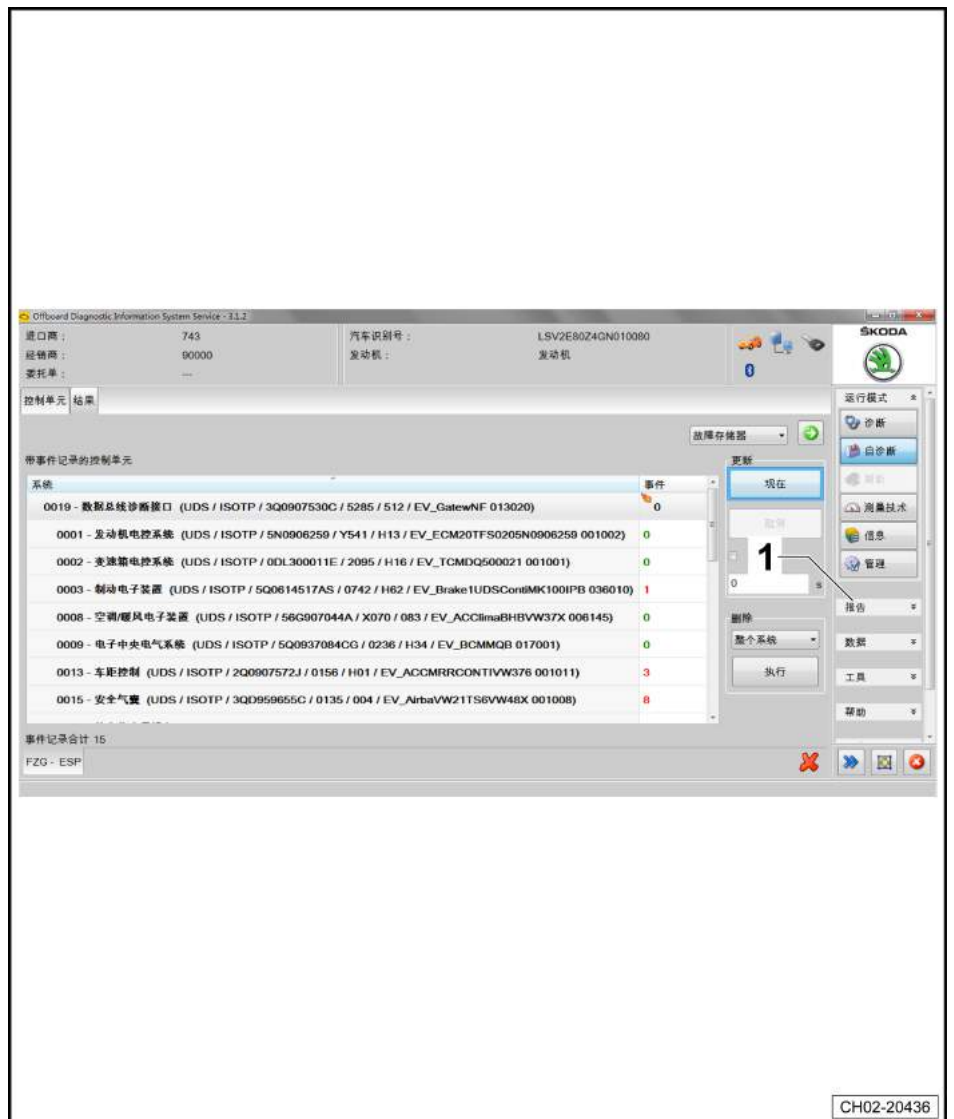 Offboard Diagnostic Information System Service - 3.1.2
进口商： 743 汽车识别号： LSV2E80Z4GN010080
经销商： 90000 发动机： 发动机
委托单： ---
0
ŠKODA
控制单元 结果
故障存储器
带事件记录的控制单元
系统 事件
0019 - 数据总线诊断接口 (UDS / ISOTP / 3Q0907530C / 5285 / 512 / EV_GatewNF 013020) 0
0001 - 发动机电控系统 (UDS / ISOTP / 5N0906259 / Y541 / H13 / EV_ECM20TFS0205N0906259 001002) 0
0002 - 变速箱电控系统 (UDS / ISOTP / 0DL300011E / 2095 / H16 / EV_TCMDQ500021 001001) 0
0003 - 制动电子装置 (UDS / ISOTP / 5Q0614517AS / 0742 / H62 / EV_Brake1UDSContiMK100IPB 036010) 1
0008 - 空调/暖风电子装置 (UDS / ISOTP / 56G907044A / X070 / 083 / EV_ACClimaBHBVW37X 006145) 0
0009 - 电子中央电气系统 (UDS / ISOTP / 5Q0937084CG / 0236 / H34 / EV_BCMMQB 017001) 0
0013 - 车距控制 (UDS / ISOTP / 2Q0907572J / 0156 / H01 / EV_ACCMRRCONTIVW376 001011) 3
0015 - 安全气囊 (UDS / ISOTP / 3QD959655C / 0135 / 004 / EV_AirbaVW21TS6VW48X 001008) 8
事件记录合计 15
FZG - ESP
更新
现在
取消
1
0 s
删除
整个系统
执行
运行模式
诊断
自诊断
测量技术
信息
管理
报告
数据
工具
帮助
CH02-20436